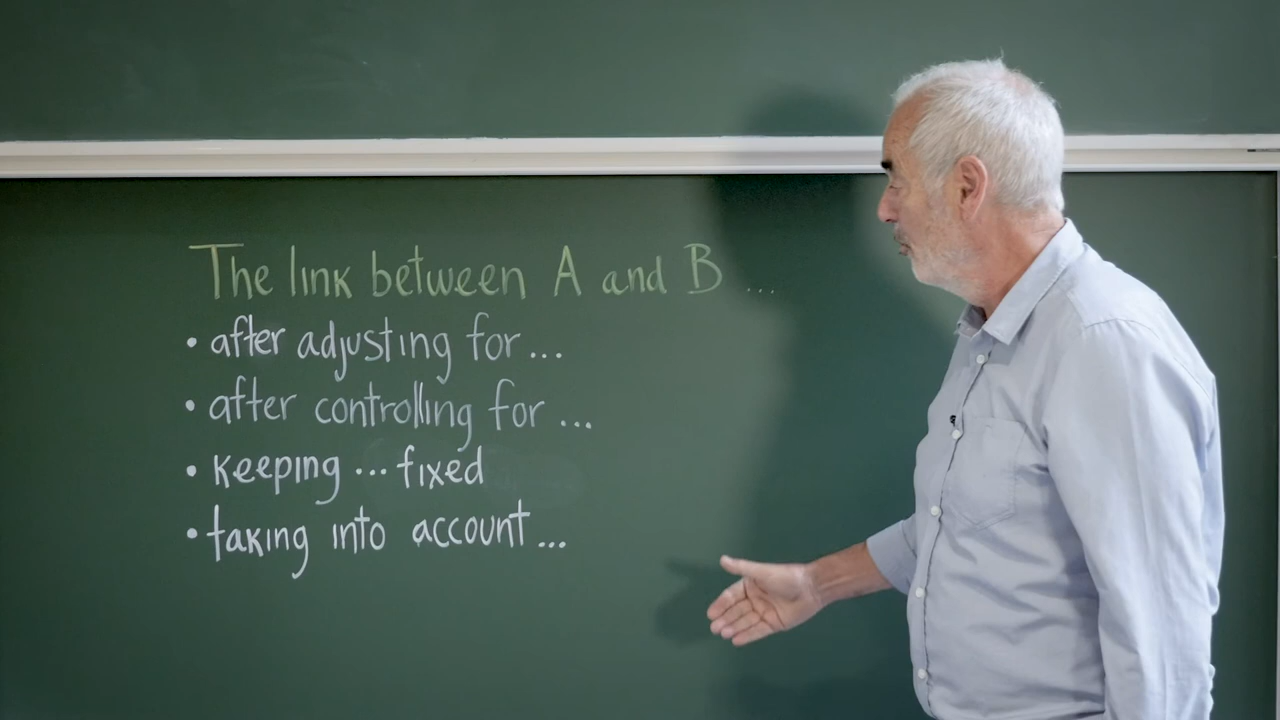 The link between A and B ...
• after adjusting for ...
• after controlling for ...
• keeping ... fixed
• taking into account ...